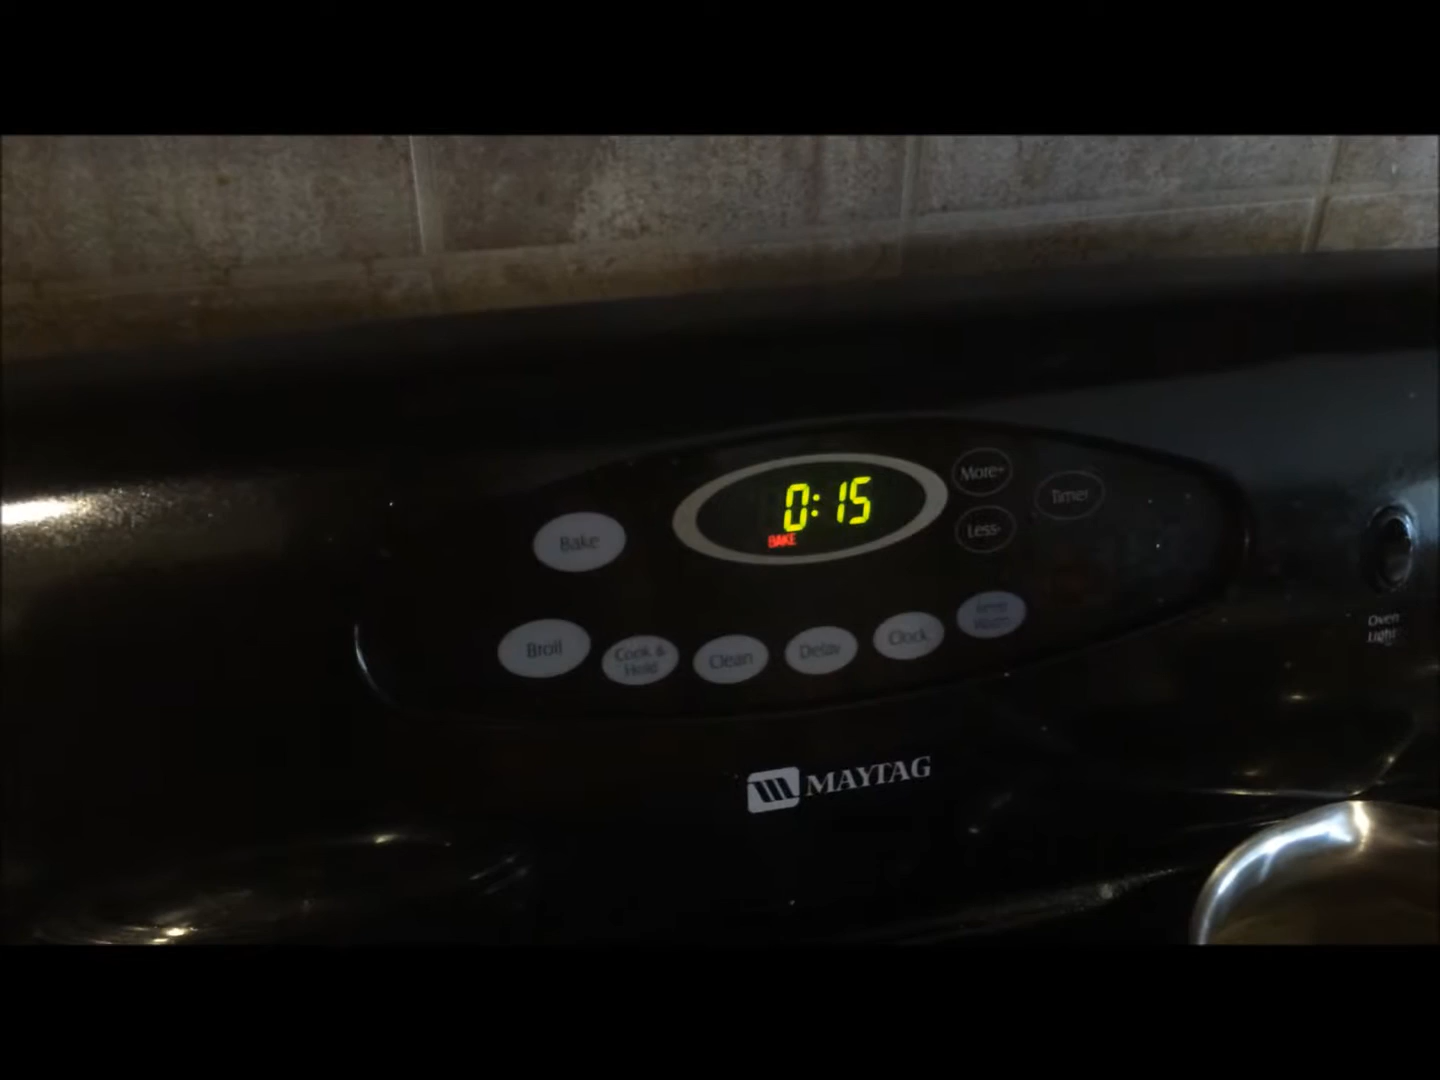 More+
0:15
Timer
BAKE
Less-
Bake
Broil
Cook &
Hold
Clean
Delay
Clock
Oven
Light
MAYTAG